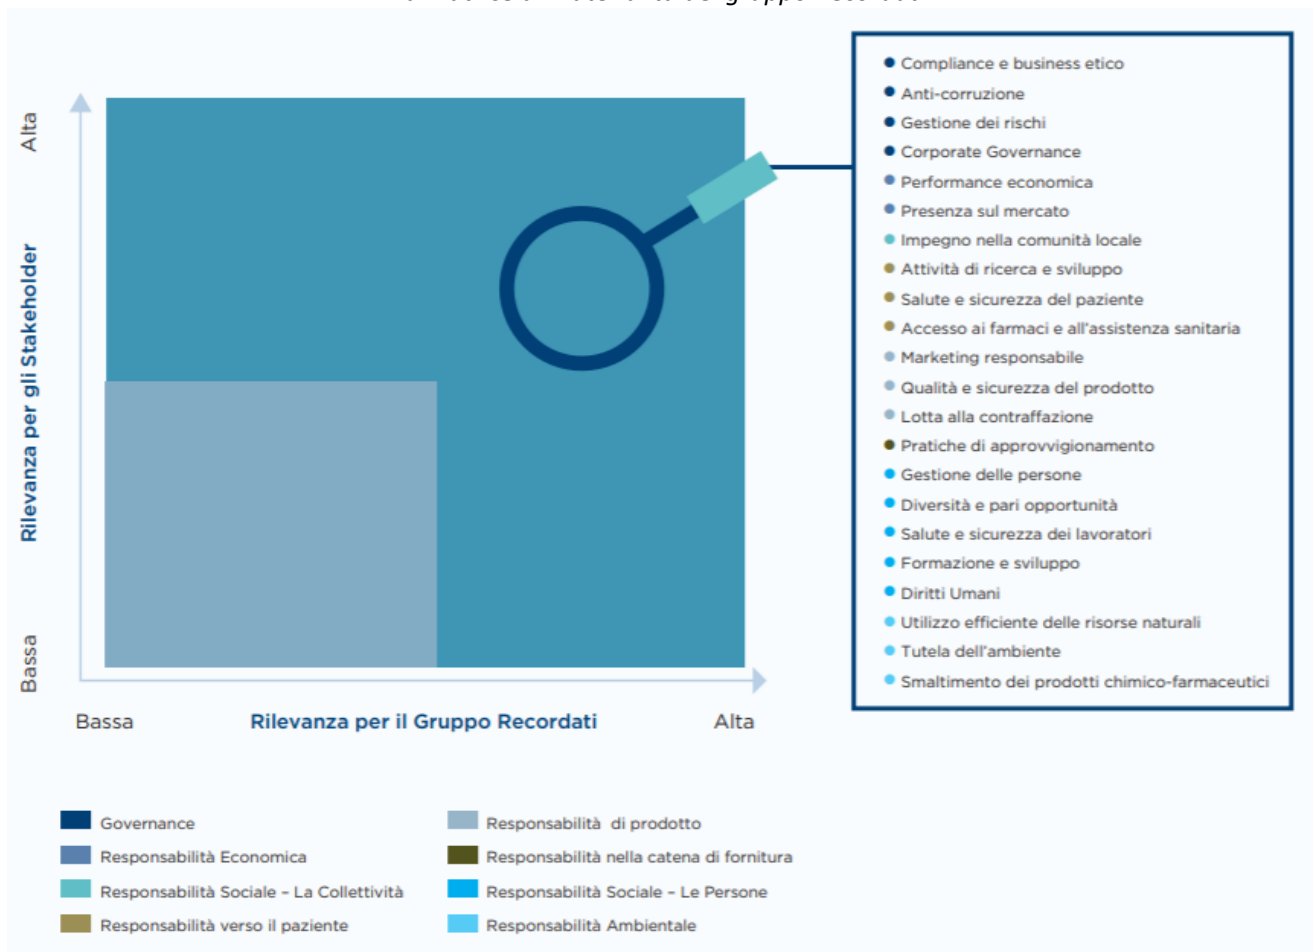 Alta
Rilevanza per gli Stakeholder
Bassa
Bassa
Rilevanza per il Gruppo Recordati
Alta
Compliance e business etico
Anti-corruzione
Gestione dei rischi
Corporate Governance
Performance economica
Presenza sul mercato
Impegno nella comunità locale
Attività di ricerca e sviluppo
Salute e sicurezza del paziente
Accesso ai farmaci e all'assistenza sanitaria
Marketing responsabile
Qualità e sicurezza del prodotto
Lotta alla contraffazione
Pratiche di approvvigionamento
Gestione delle persone
Diversità e pari opportunità
Salute e sicurezza dei lavoratori
Formazione e sviluppo
Diritti Umani
Utilizzo efficiente delle risorse naturali
Tutela dell'ambiente
Smaltimento dei prodotti chimico-farmaceutici
Governance
Responsabilità Economica
Responsabilità Sociale – La Collettività
Responsabilità verso il paziente
Responsabilità di prodotto
Responsabilità nella catena di fornitura
Responsabilità Sociale – Le Persone
Responsabilità Ambientale